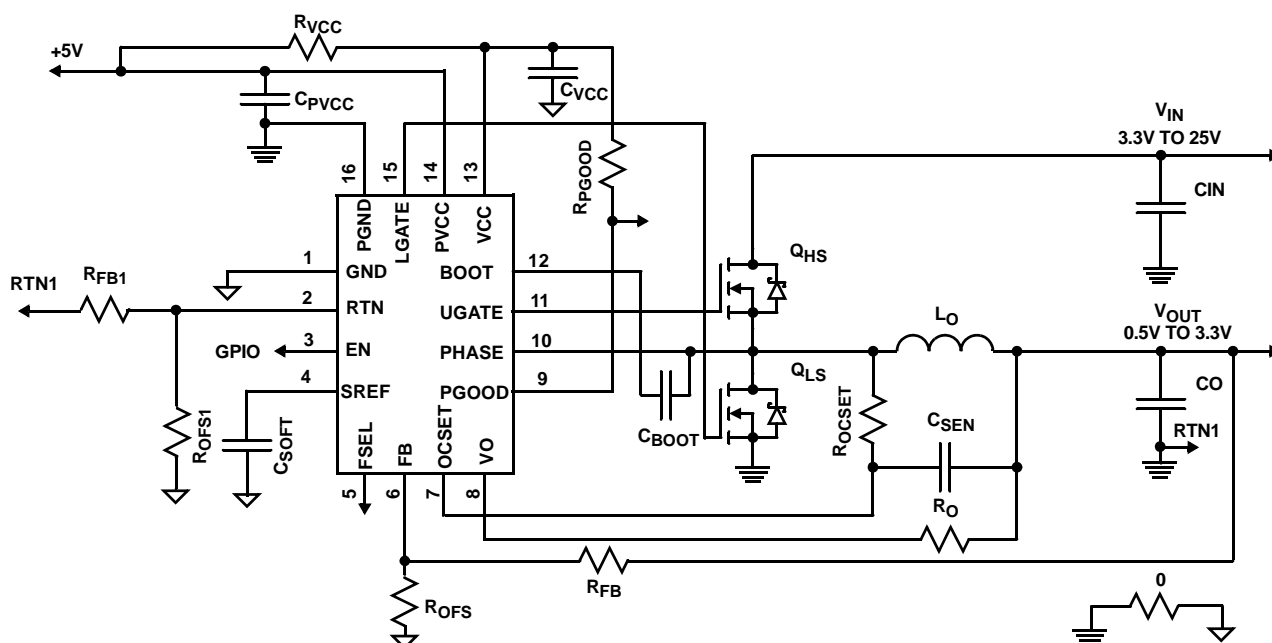 RVCC
+5V
CPVCC
CVCC
RPGOOD
VIN
3.3V TO 25V
CIN
16
15
14
13
PGND
LGATE
PVCC
VCC
1
GND
BOOT
12
RTN1
RFB1
2
RTN
UGATE
11
QHS
GPIO
3
EN
PHASE
10
LO
VOUT
0.5V TO 3.3V
4
SREF
PGOOD
9
QLS
CO
RTN1
ROFS1
CSOFT
FSEL
FB
OCSET
VO
CBOOT
ROCSET
CSEN
5
6
7
8
RO
RFB
ROFS
0